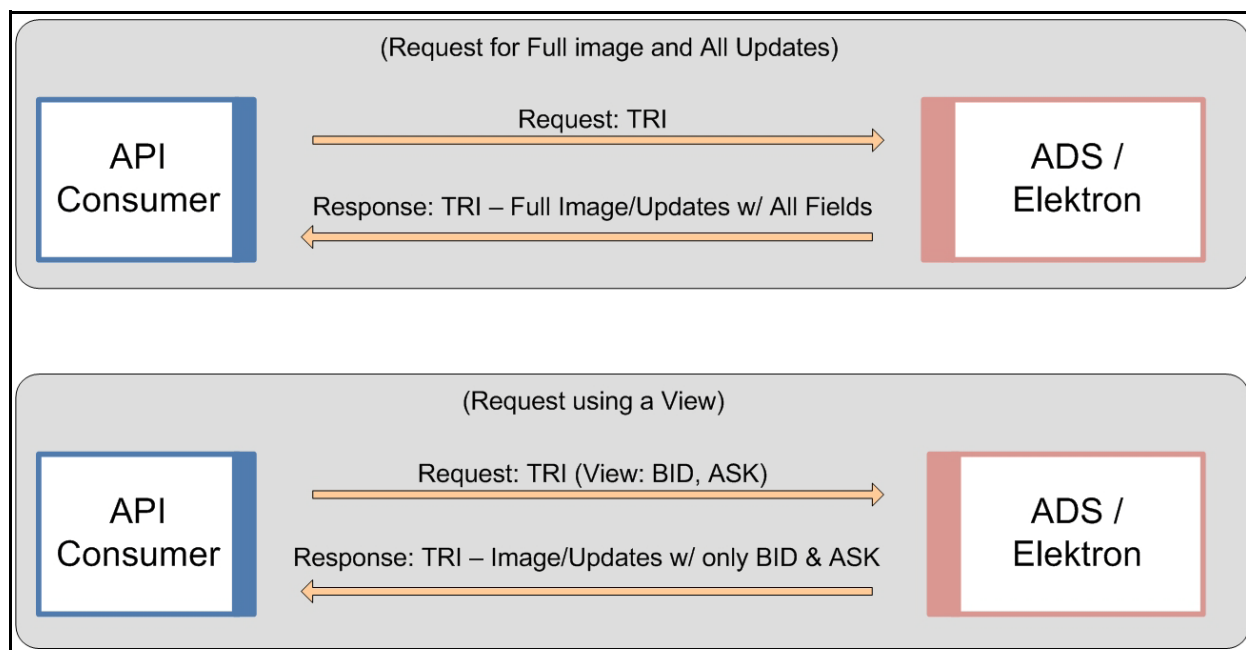 (Request for Full image and All Updates)
API
Consumer
Request: TRI
Response: TRI – Full Image/Updates w/ All Fields
ADS /
Elektron
(Request using a View)
API
Consumer
Request: TRI (View: BID, ASK)
Response: TRI – Image/Updates w/ only BID & ASK
ADS /
Elektron